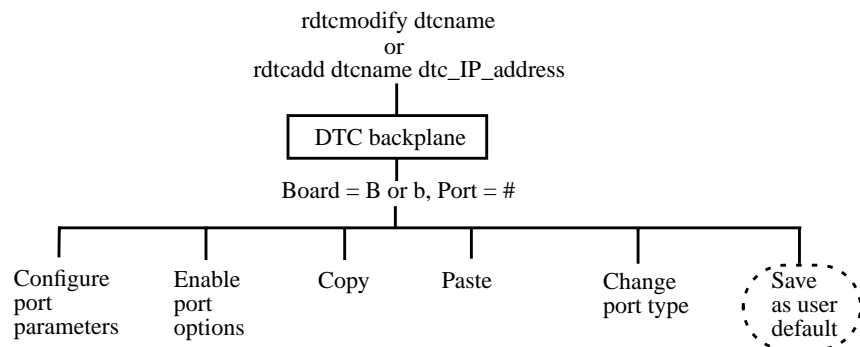 rdtcmodify dtcname
or
rdtcadd dtcname dtc_IP_address
DTC backplane
Board = B or b, Port = #
Configure
port
parameters
Enable
port
options
Copy
Paste
Change
port type
Save
as user
default